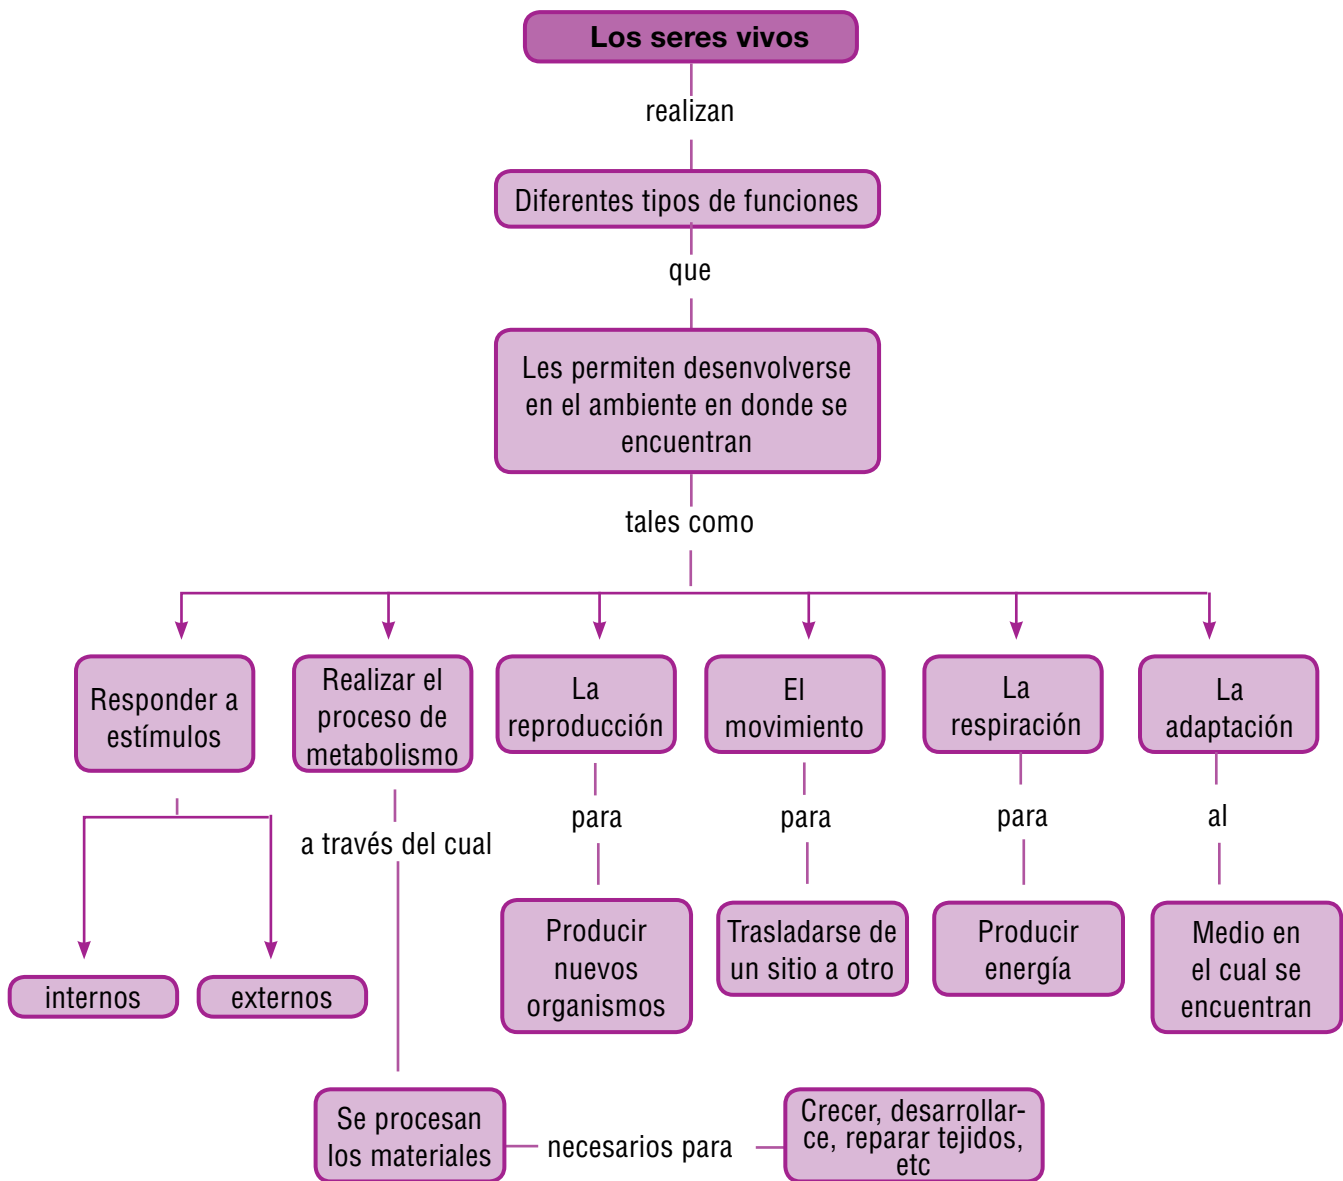 Los seres vivos
realizan
Diferentes tipos de funciones
que
Les permiten desenvolverse
en el ambiente en donde se
encuentran
tales como
Responder a
estímulos
Realizar el
proceso de
metabolismo
La
reproducción
El
movimiento
La
respiración
La
adaptación
a través del cual
para
para
para
al
internos
externos
Producir
nuevos
organismos
Trasladarse de
un sitio a otro
Producir
energía
Medio en
el cual se
encuentran
Se procesan
los materiales
necesarios para
Crecer, desarrollar-
ce, reparar tejidos,
etc